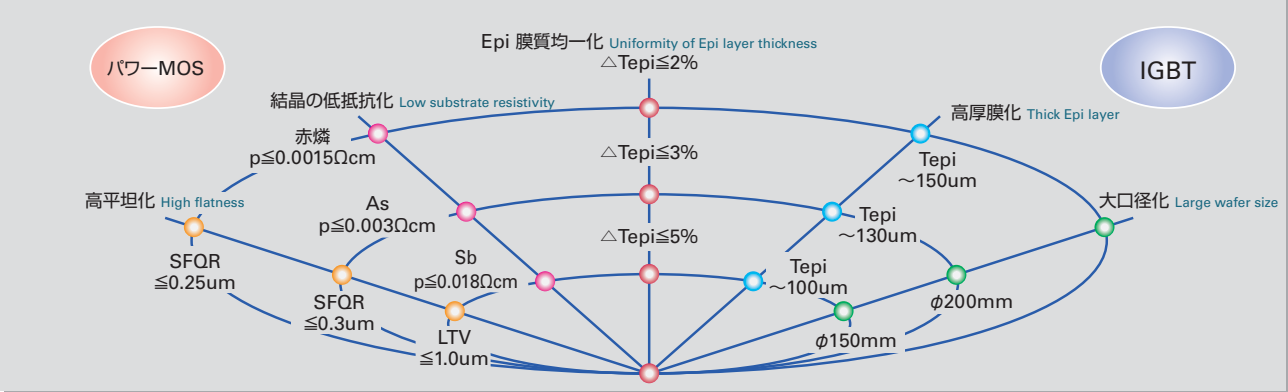 パワーMOS
Epi 膜質均一化 Uniformity of Epi layer thickness
IGBT
△Tepi≦2%
結晶の低抵抗化 Low substrate resistivity
高厚膜化 Thick Epi layer
赤燐
p≦0.0015Ωcm
△Tepi≦3%
Tepi
～150um
高平坦化 High flatness
As
p≦0.003Ωcm
Tepi
～130um
大口径化 Large wafer size
△Tepi≦5%
SFQR
≦0.25um
Sb
p≦0.018Ωcm
Tepi
～100um
SFQR
≦0.3um
φ200mm
LTV
≦1.0um
φ150mm